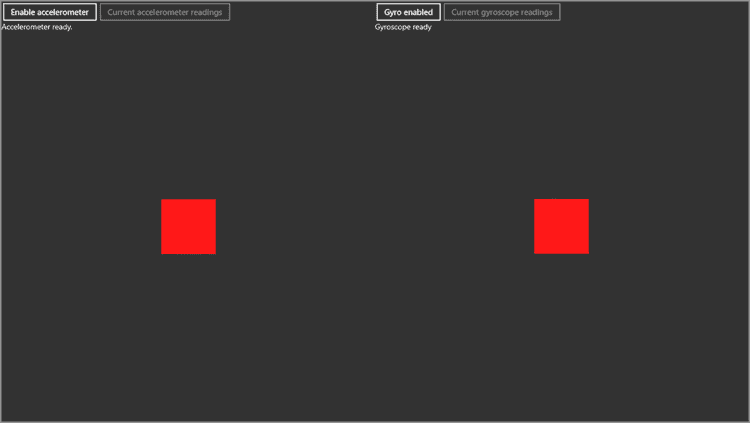 Enable accelerometer
Current accelerometer readings
Accelerometer ready.
Gyro enabled
Current gyroscope readings
Gyroscope ready